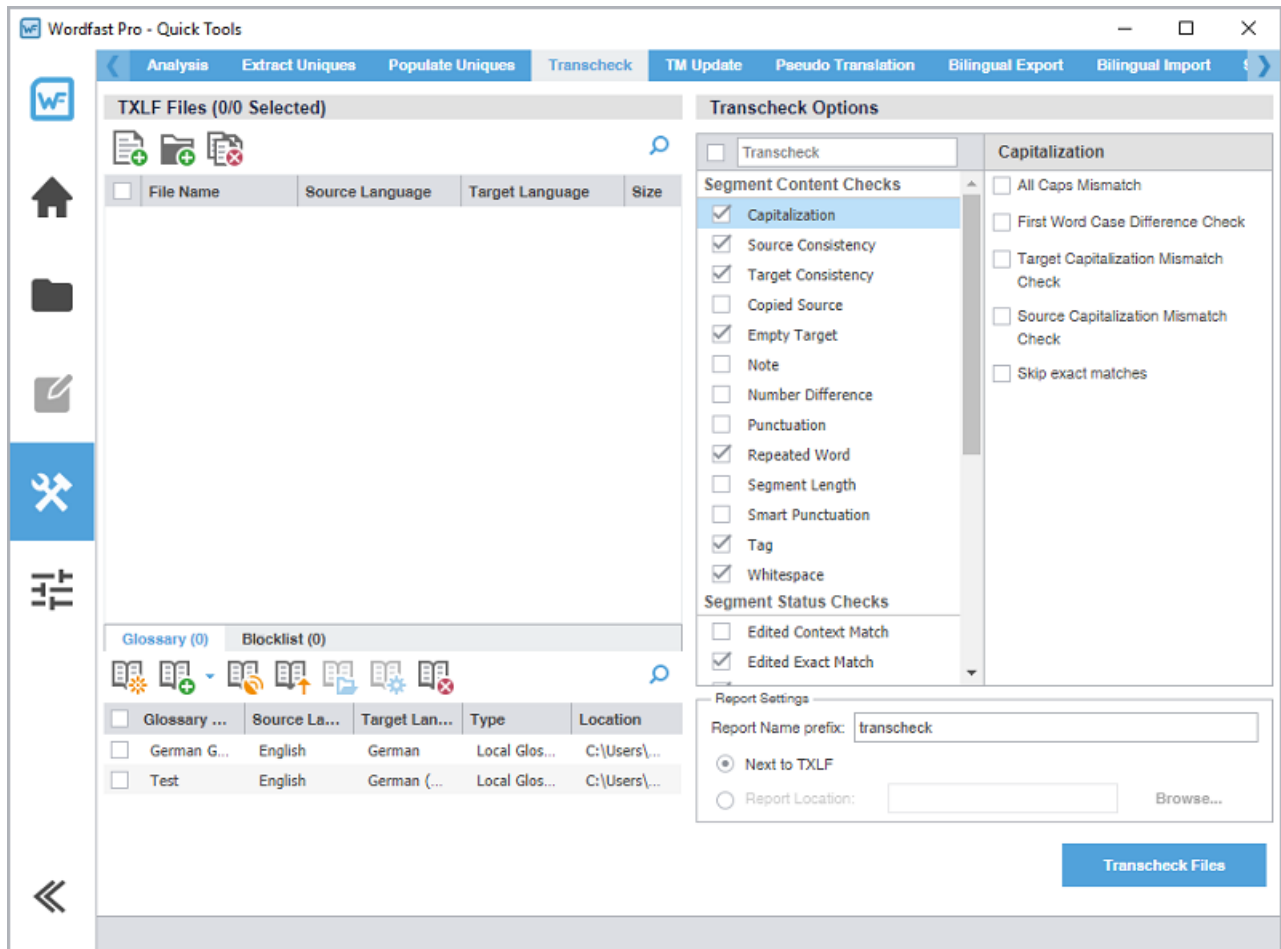 Wordfast Pro - Quick Tools
Analysis Extract Uniques Populate Uniques Transcheck TM Update Pseudo Translation Bilingual Export Bilingual Import
WF
TXLF Files (0/0 Selected)
File Name Source Language Target Language Size
Glossary (0) Blocklist (0)
Glossary ... Source La... Target Lan... Type Location
German G... English German Local Glos... C:\Users\...
Test English German (... Local Glos... C:\Users\...
Transcheck Options
Transcheck
Segment Content Checks
Capitalization
Source Consistency
Target Consistency
Copied Source
Empty Target
Note
Number Difference
Punctuation
Repeated Word
Segment Length
Smart Punctuation
Tag
Whitespace
Segment Status Checks
Edited Context Match
Edited Exact Match
Capitalization
All Caps Mismatch
First Word Case Difference Check
Target Capitalization Mismatch
Check
Source Capitalization Mismatch
Check
Skip exact matches
Report Settings
Report Name prefix: transcheck
Next to TXLF
Report Location: Browse...
Transcheck Files